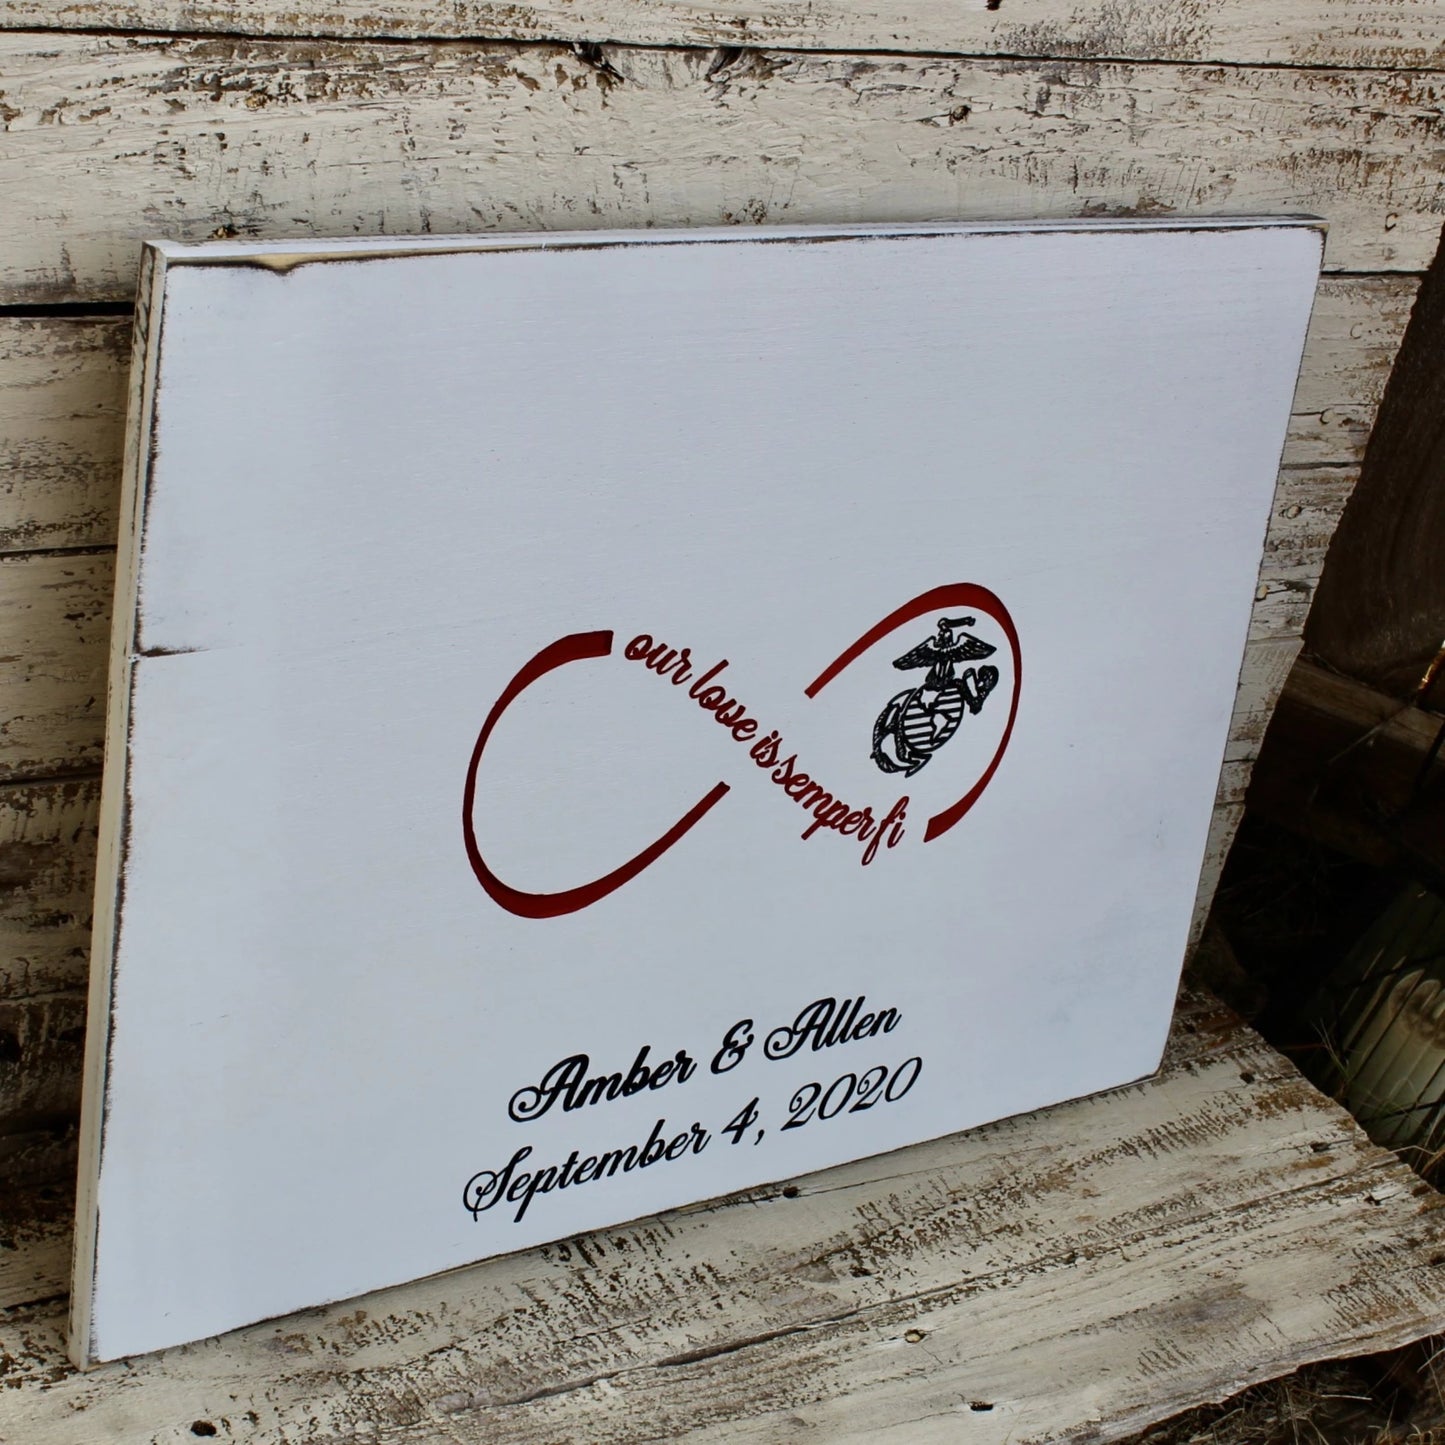 our love is semper fi
Amber & Allen
September 4, 2020